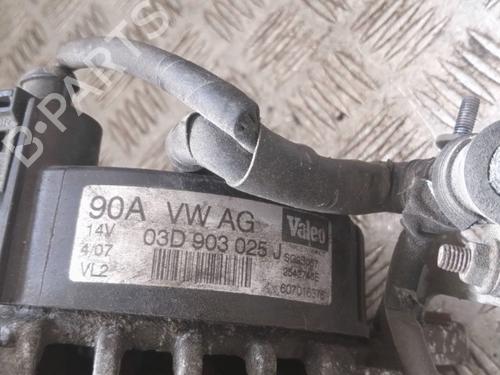 B-PARTS
90A VW AG Valeo
14V 03D 903 025 J
4/07
VL2